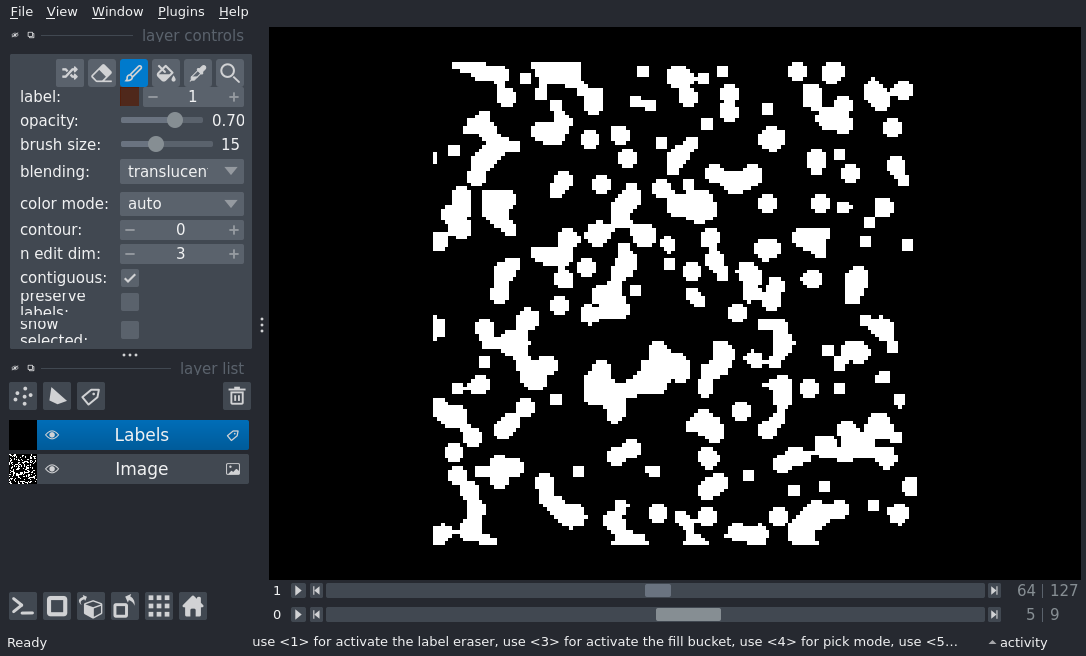 File View Window Plugins Help
layer controls
label: 1
opacity: 0.70
brush size: 15
blending: translucen
color mode: auto
contour: 0
n edit dim: 3
contiguous:
preserve
labels:
show
selected:
layer list
Labels
Image
1 64 127
0 5 9
Ready use <1> for activate the label eraser, use <3> for activate the fill bucket, use <4> for pick mode, use <5... activity